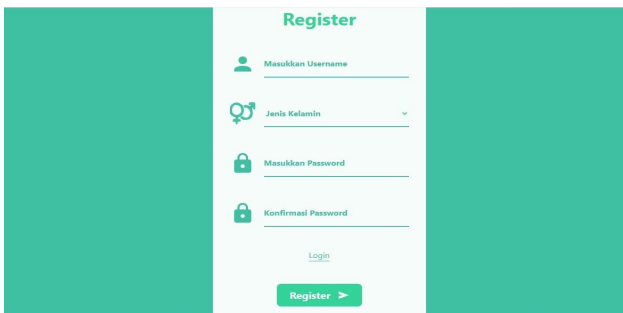 Register
Masukkan Username
Jenis Kelamin
Masukkan Password
Konfirmasi Password
Login
Register